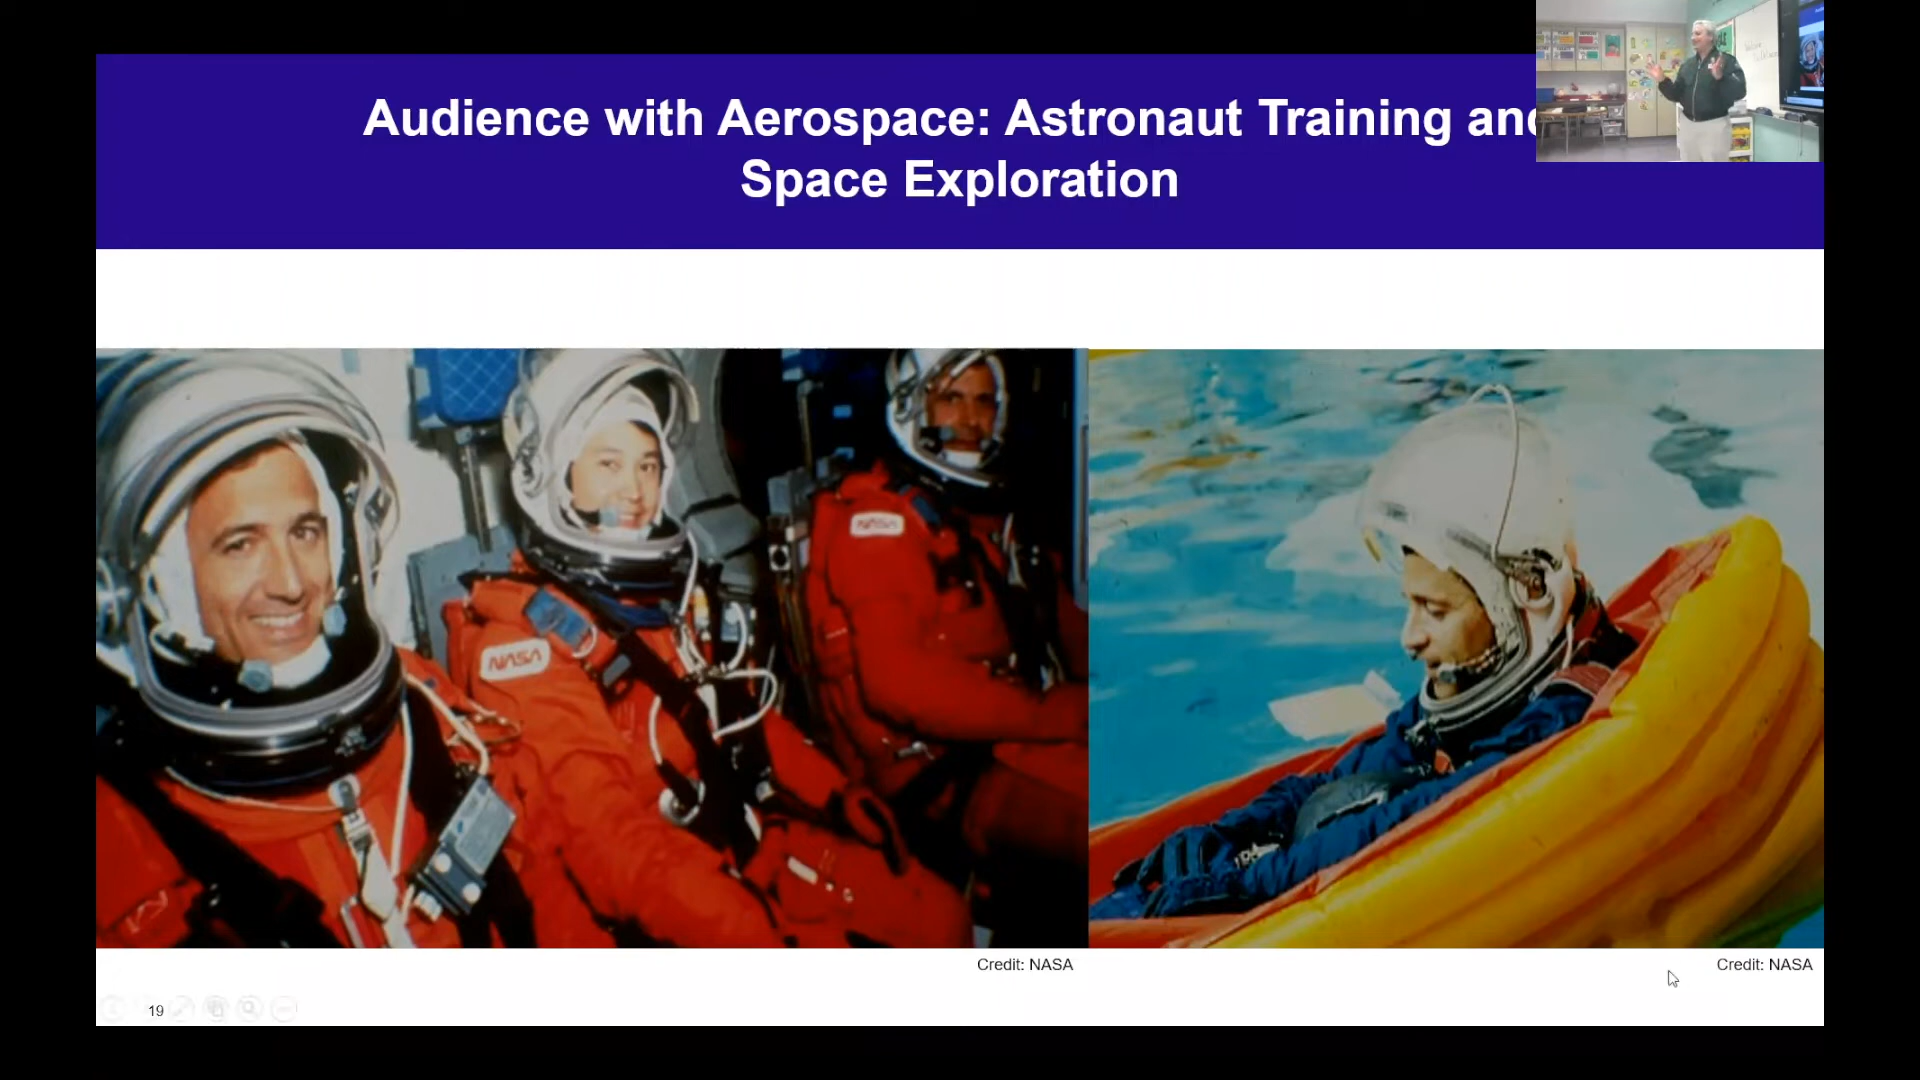 Audience with Aerospace: Astronaut Training and
Space Exploration
NASA
NASA
Credit: NASA
Credit: NASA
19